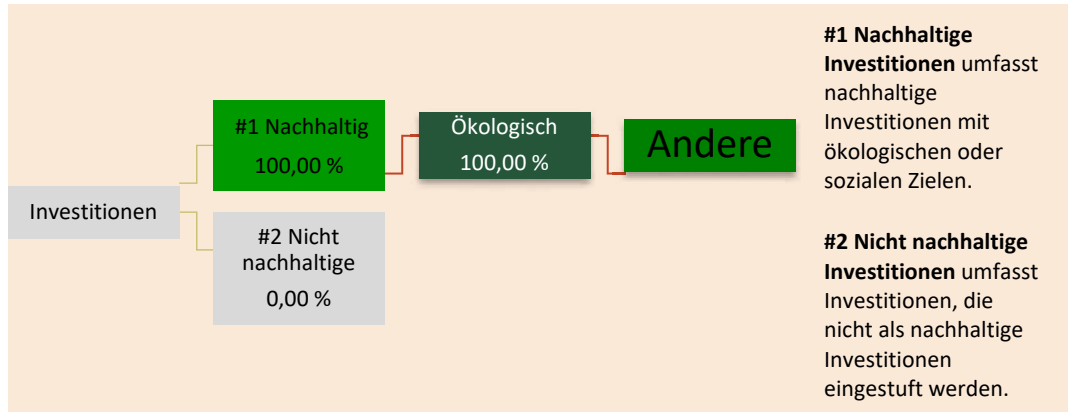 Investitionen
#1 Nachhaltig
100,00 %
#2 Nicht
nachhaltige
0,00 %
Ökologisch
100,00 %
Andere
#1 Nachhaltige
Investitionen umfasst
nachhaltige
Investitionen mit
ökologischen oder
sozialen Zielen.
#2 Nicht nachhaltige
Investitionen umfasst
Investitionen, die
nicht als nachhaltige
Investitionen
eingestuft werden.